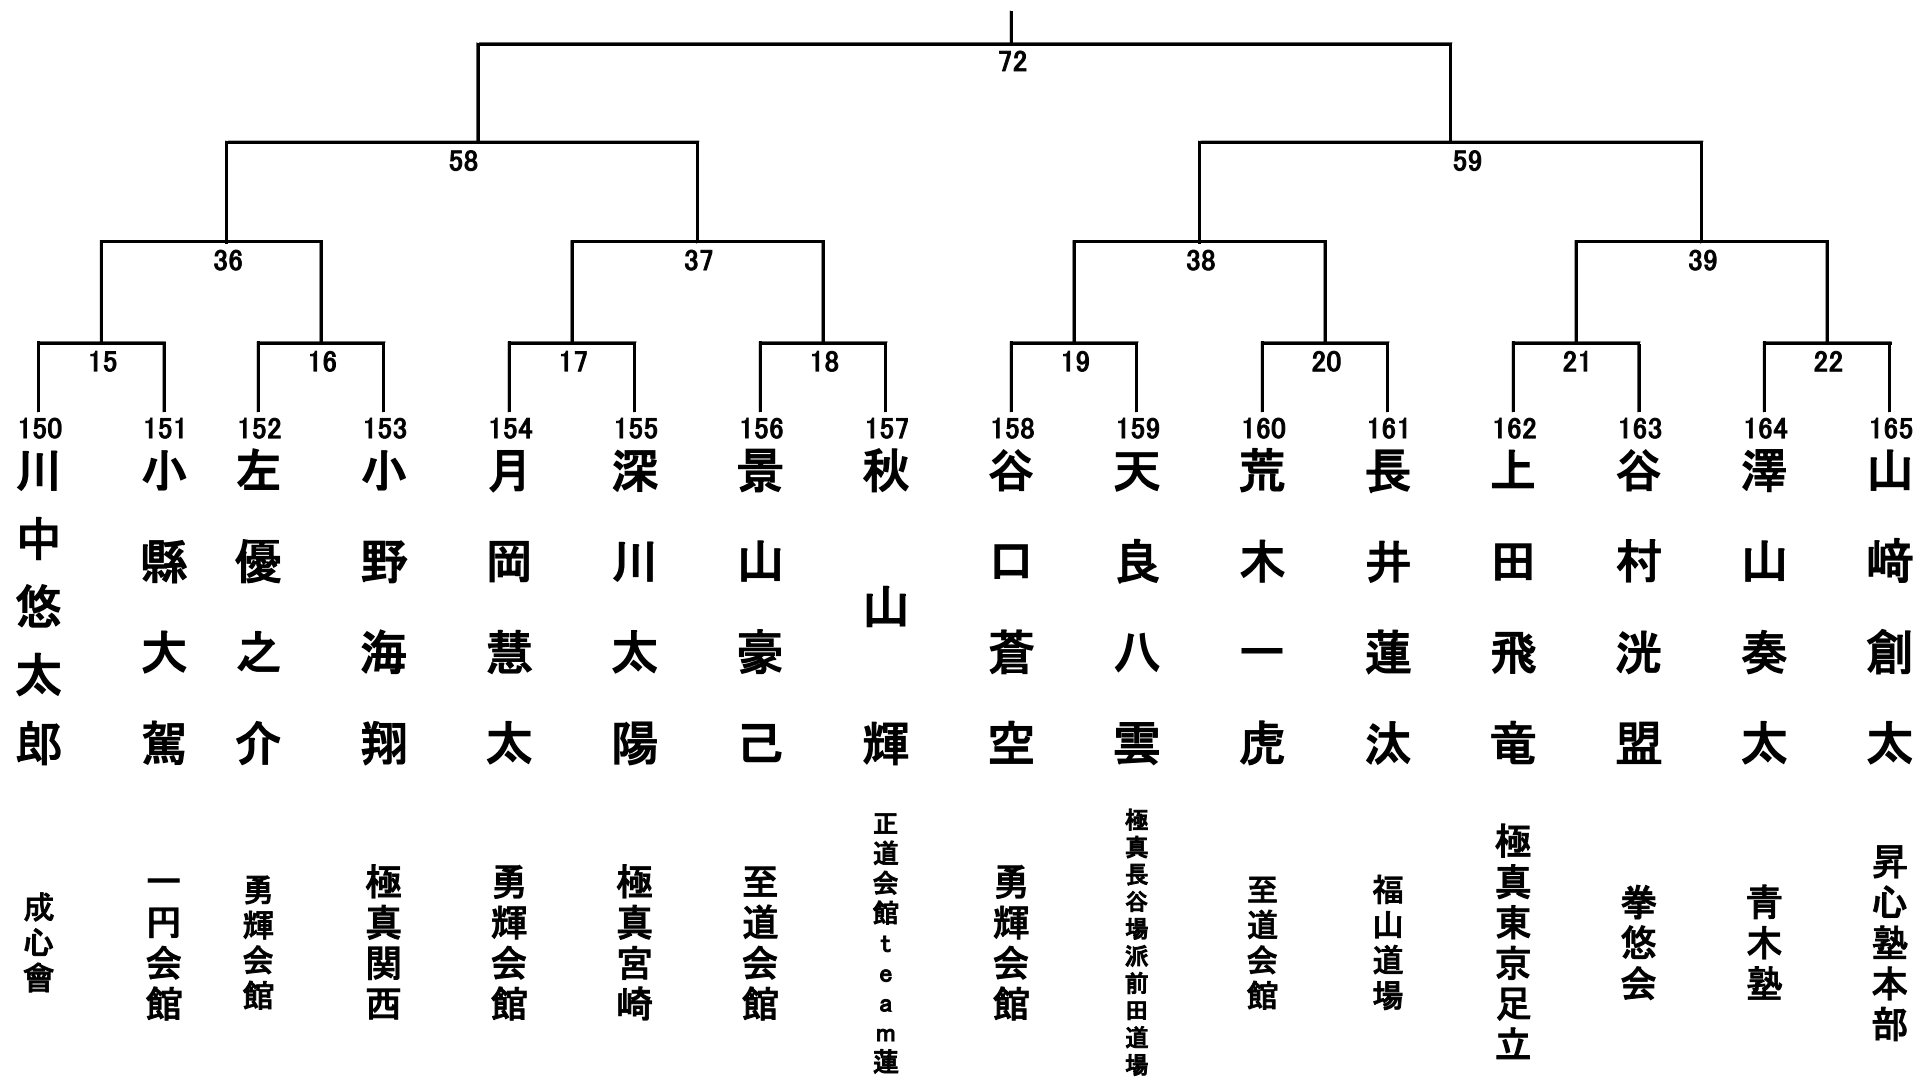 72
58 59
36 37 38 39
15 16 17 18 19 20 21 22
150 151 152 153 154 155 156 157 158 159 160 161 162 163 164 165
川中悠太郎
小縣大駕
左優之介
小野海翔
月岡慧太
深川太陽
景山豪己
秋山輝
谷口蒼空
天良八雲
荒木一虎
長井蓮汰
上田飛竜
谷村洸盟
澤山奏太
山﨑創太
成心會
一円会館
勇輝会館
極真関西
勇輝会館
極真宮崎
至道会館
正道会館team蓮
勇輝会館
極真長谷場派前田道場
至道会館
福山道場
極真東京足立
拳悠会
青木塾
昇心塾本部